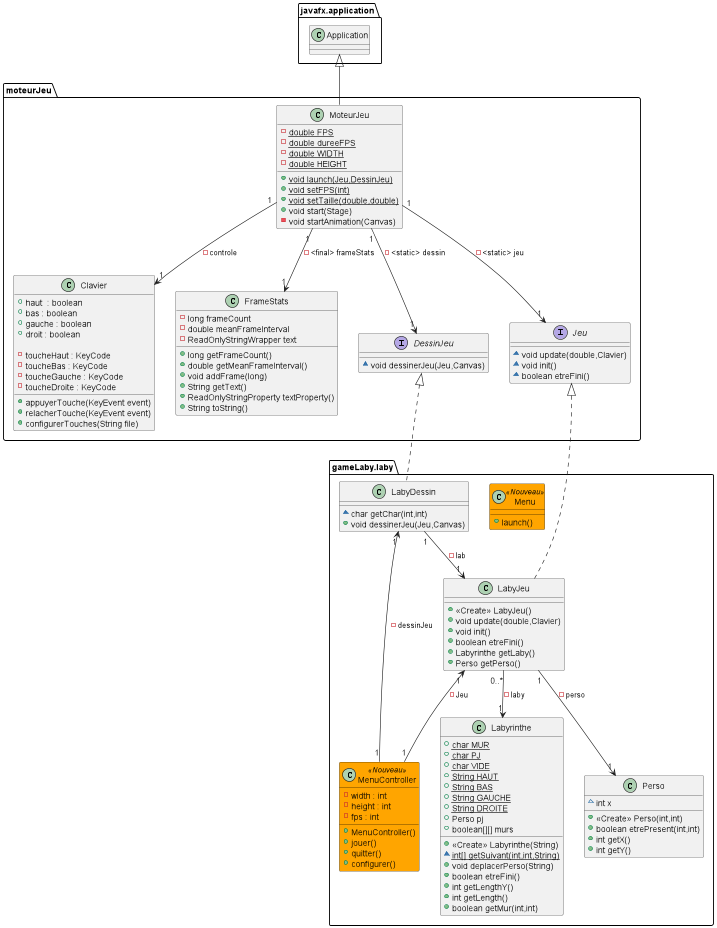 javafx.application
C Application
moteurJeu
C MoteurJeu
double FPS
double dureeFPS
double WIDTH
double HEIGHT
void launch(Jeu,DessinJeu)
void setFPS(int)
void setTaille(double,double)
void start(Stage)
void startAnimation(Canvas)
1
1
1
1
controle
<final> frameStats
<static> dessin
<static> jeu
1
1
1
1
C Clavier
haut : boolean
bas : boolean
gauche : boolean
droit : boolean
toucheHaut : KeyCode
toucheBas : KeyCode
toucheGauche : KeyCode
toucheDroite : KeyCode
appuyerTouche(KeyEvent event)
relacherTouche(KeyEvent event)
configurerTouches(String file)
C FrameStats
long frameCount
double meanFrameInterval
ReadOnlyStringWrapper text
long getFrameCount()
double getMeanFrameInterval()
void addFrame(long)
String getText()
ReadOnlyStringProperty textProperty()
String toString()
I DessinJeu
void dessinerJeu(Jeu,Canvas)
I Jeu
void update(double,Clavier)
void init()
boolean etreFini()
gameLaby.laby
C LabyDessin
char getChar(int,int)
void dessinerJeu(Jeu,Canvas)
C «Nouveau»
Menu
launch()
1
1
lab
1
dessinJeu
C LabyJeu
«Create» LabyJeu()
void update(double,Clavier)
void init()
boolean etreFini()
Labyrinthe getLaby()
Perso getPerso()
1
0..*
1
Jeu
laby
perso
1
1
1
1
C «Nouveau»
MenuController
width : int
height : int
fps : int
MenuController()
jouer()
quitter()
configurer()
C Labyrinthe
char MUR
char PJ
char VIDE
String HAUT
String BAS
String GAUCHE
String DROITE
Perso pj
boolean[][] murs
«Create» Labyrinthe(String)
int[] getSuivant(int,int,String)
void deplacerPerso(String)
boolean etreFini()
int getLengthY()
int getLength()
boolean getMur(int,int)
C Perso
int x
«Create» Perso(int,int)
boolean etrePresent(int,int)
int getX()
int getY()